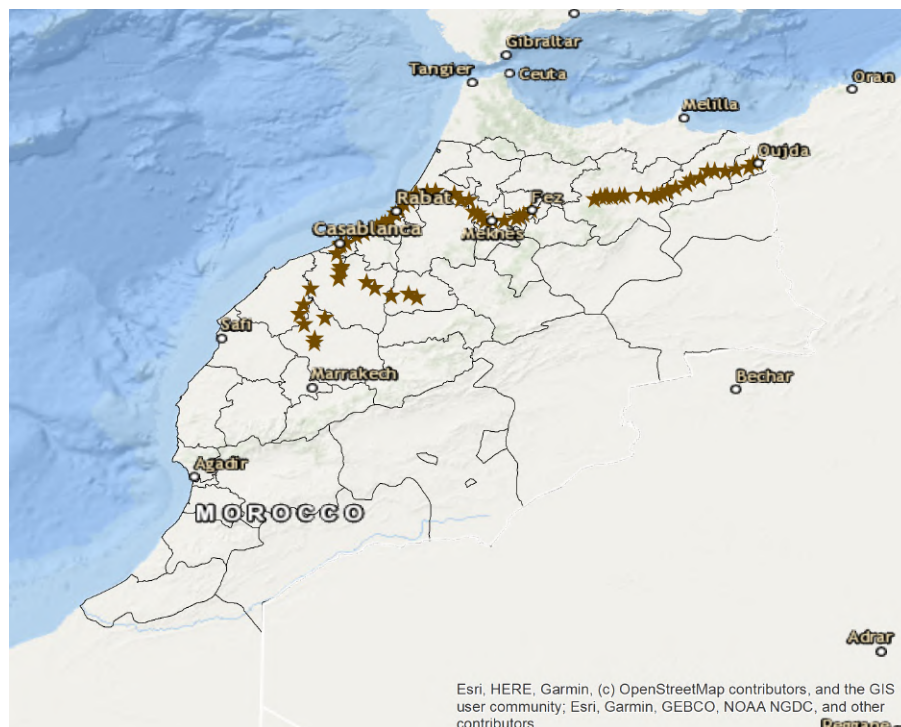 Gibraltar
Tangier
Ceuta
Oran
Melilla
Oujda
Rabat
Fez
Casablanca
Meknes
Safi
Marrakech
Bechar
Agadir
MOROCCO
Adrar
Esri, HERE, Garmin, (c) OpenStreetMap contributors, and the GIS
user community; Esri, Garmin, GEBCO, NOAA NGDC, and other
contributors